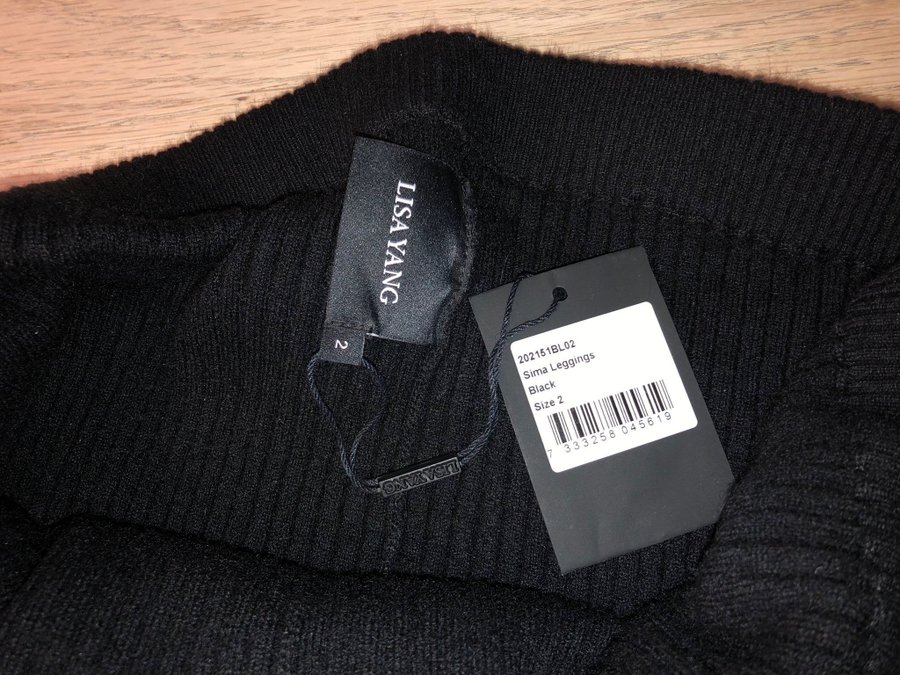 LISA YANG
2
202151BL02
Sima Leggings
Black
Size 2
7 333258 045619
LISA YANG